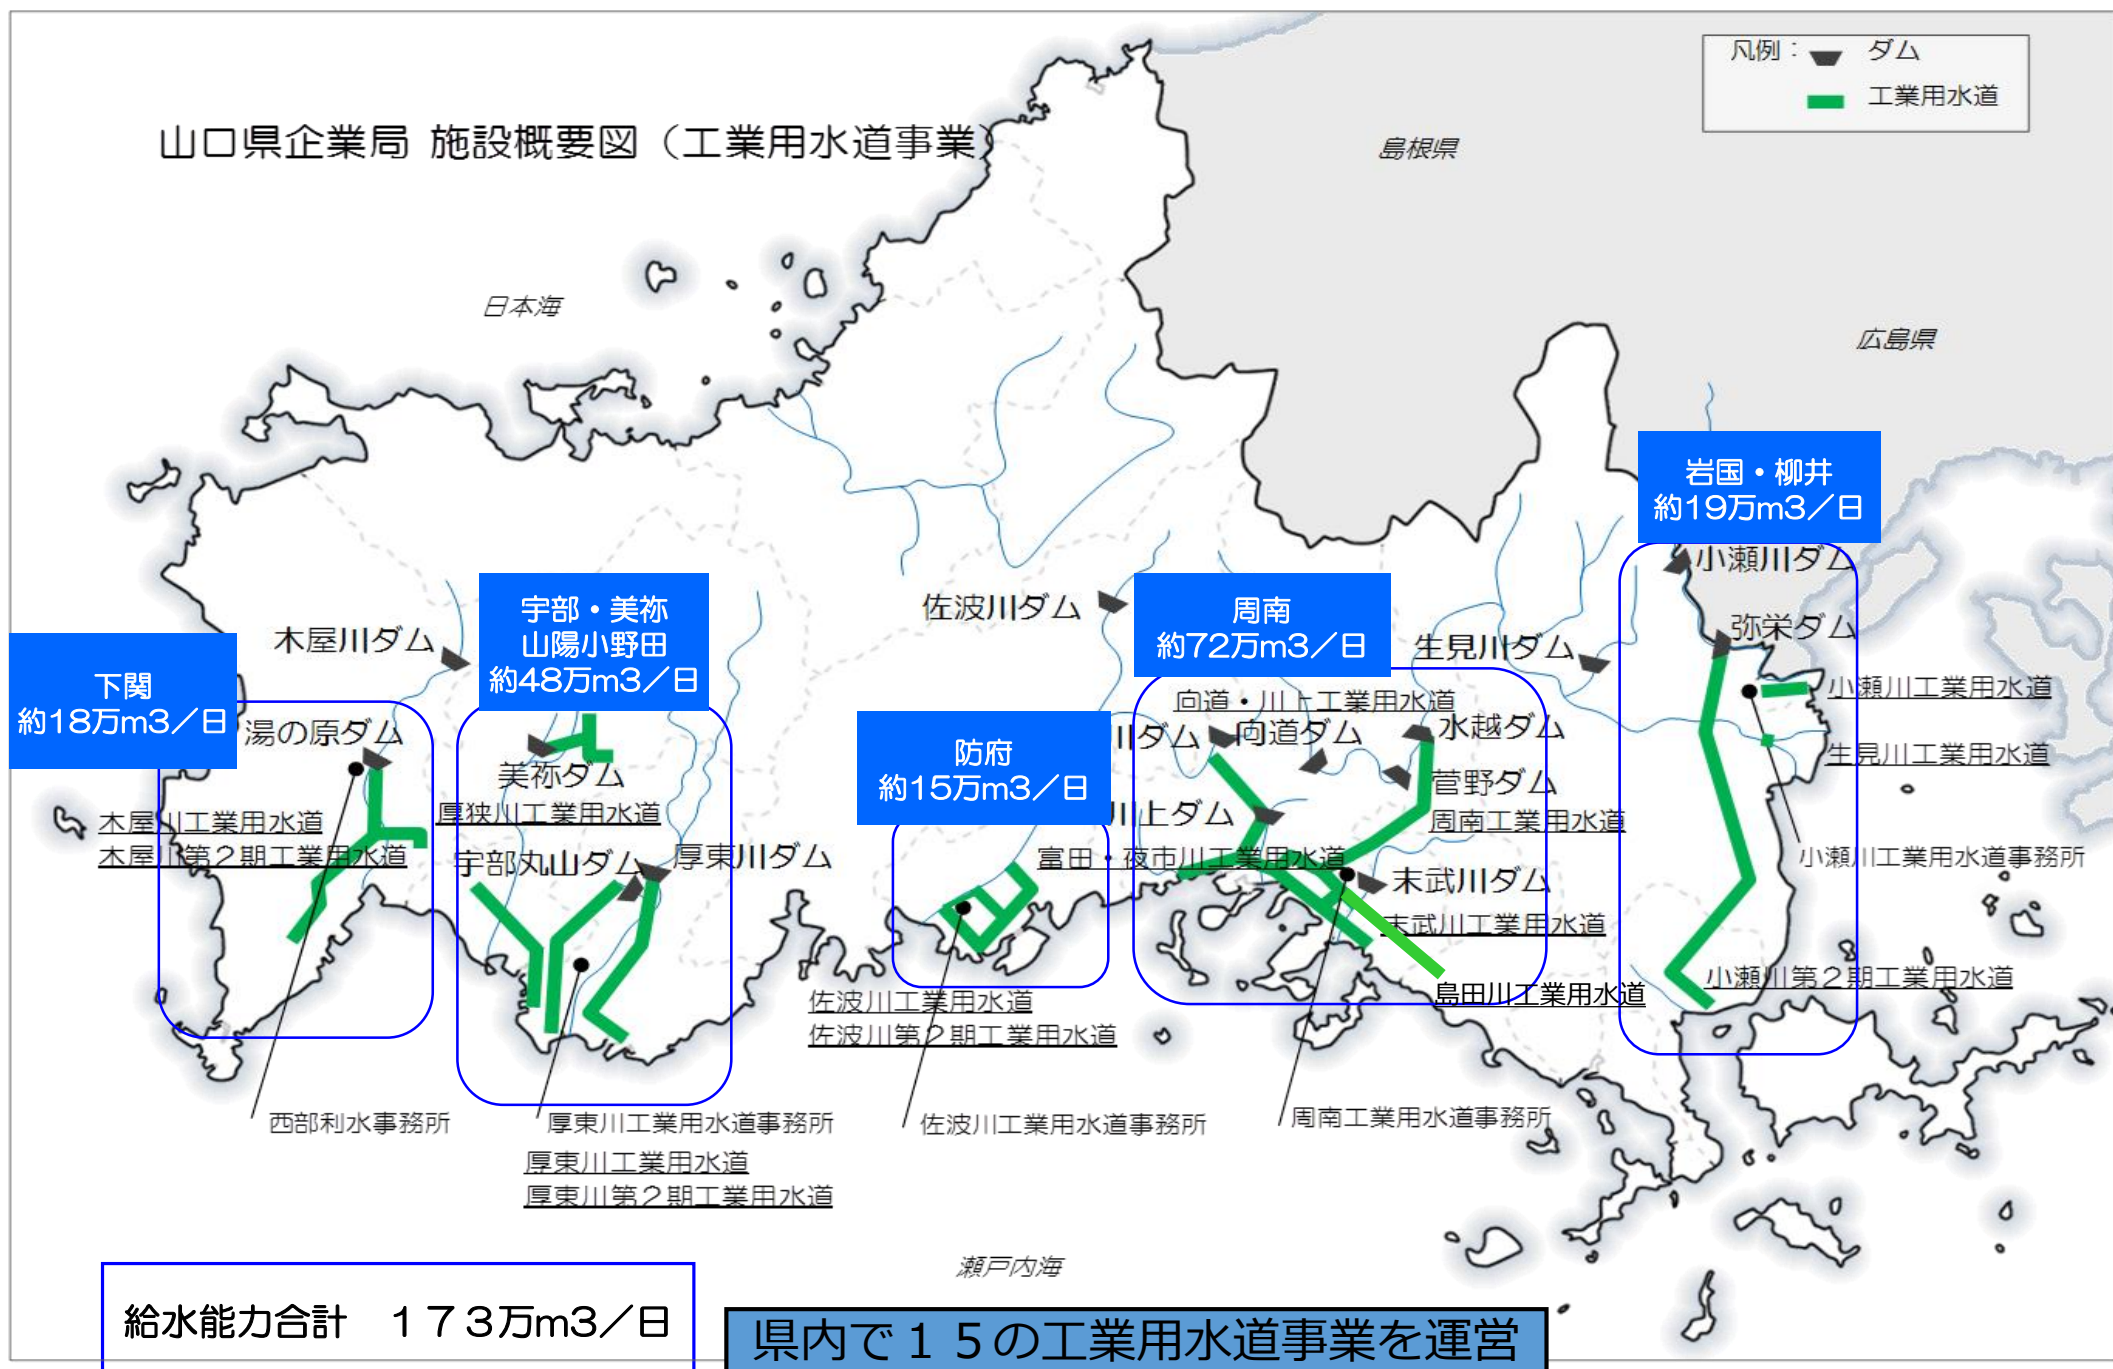 山口県企業局 施設概要図（工業用水道事業）
凡例：
ダム
工業用水道
島根県
広島県
日本海
岩国・柳井
約19万m3／日
小瀬川ダム
弥栄ダム
小瀬川工業用水道
生見川工業用水道
小瀬川工業用水道事務所
小瀬川第２期工業用水道
周南
約72万m3／日
生見川ダム
向道・川上工業用水道
川ダム
向道ダム
水越ダム
菅野ダム
周南工業用水道
川上ダム
富田・夜市川工業用水道
末武川ダム
末武川工業用水道
島田川工業用水道
周南工業用水道事務所
佐波川ダム
防府
約15万m3／日
佐波川工業用水道
佐波川第２期工業用水道
佐波川工業用水道事務所
宇部・美祢
山陽小野田
約48万m3／日
美祢ダム
厚狭川工業用水道
宇部丸山ダム
厚東川ダム
厚東川工業用水道事務所
厚東川工業用水道
厚東川第２期工業用水道
木屋川ダム
下関
約18万m3／日
湯の原ダム
木屋川工業用水道
木屋川第２期工業用水道
西部利水事務所
瀬戸内海
給水能力合計　１７３万m3／日
県内で１５の工業用水道事業を運営